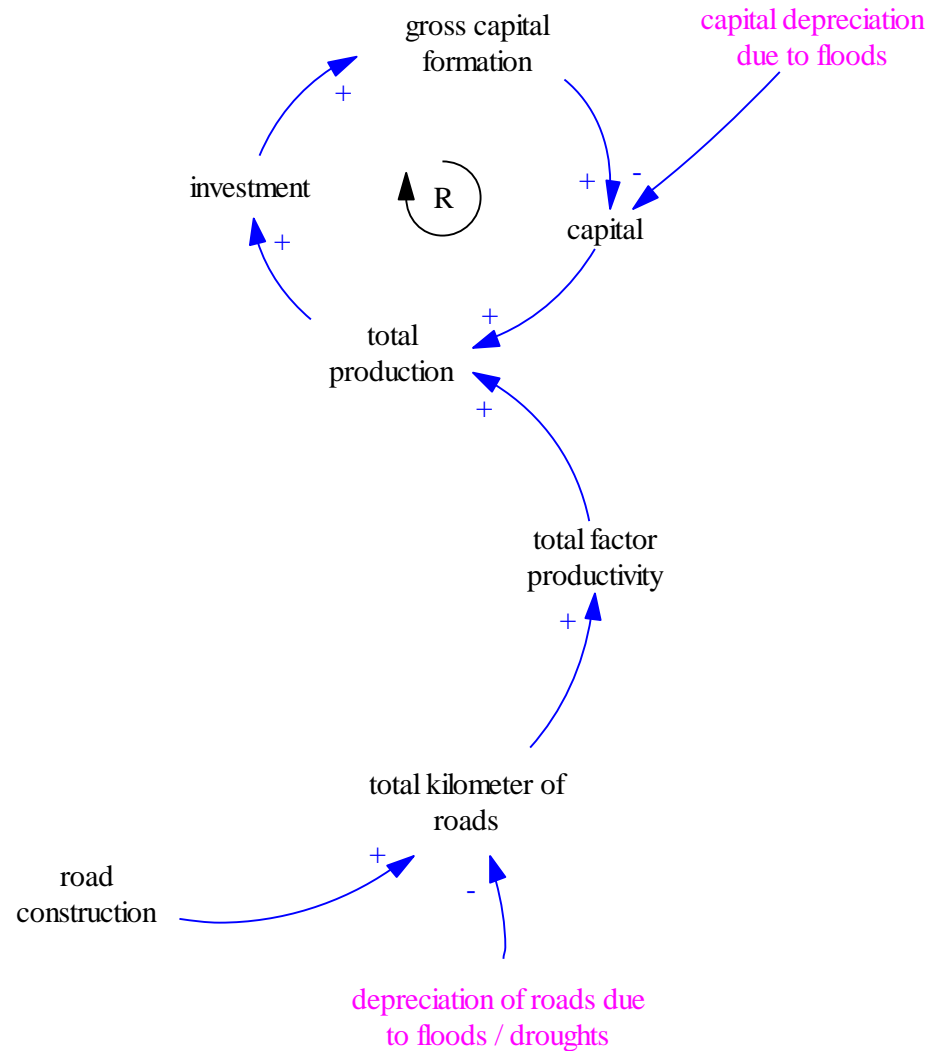 gross capital
formation
capital depreciation
due to floods
+
investment
R
+
-
capital
+
+
total
production
+
total factor
productivity
+
total kilometer of
roads
road
construction
+
-
depreciation of roads due
to floods / droughts